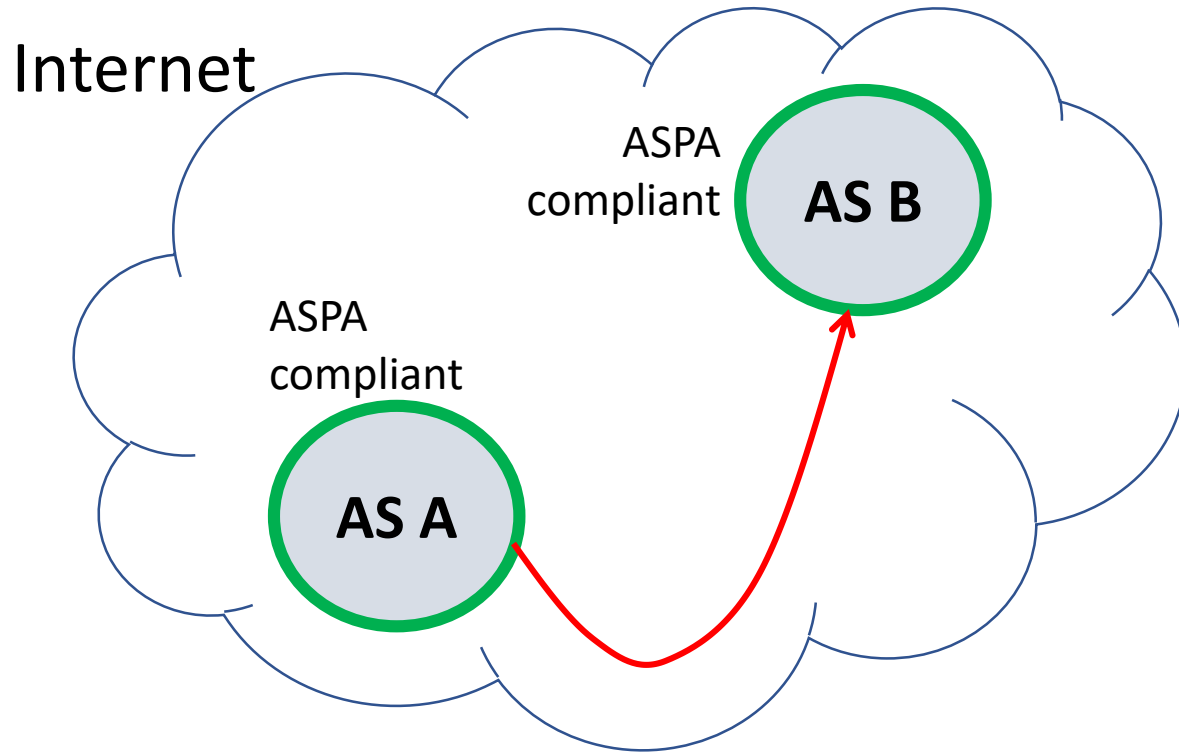 Internet
ASPA
compliant
AS B
ASPA
compliant
AS A